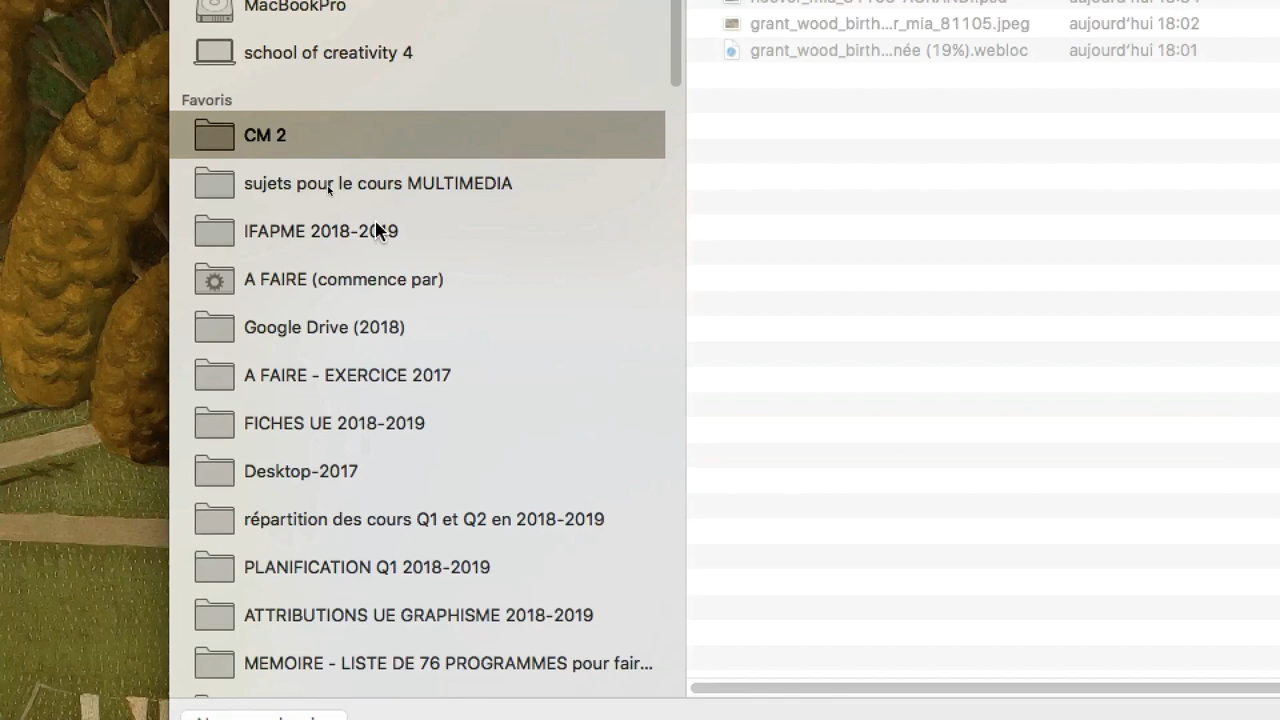 MacBookPro
school of creativity 4
Favoris
CM 2
sujets pour le cours MULTIMEDIA
IFAPME 2018-2019
A FAIRE (commence par)
Google Drive (2018)
A FAIRE - EXERCICE 2017
FICHES UE 2018-2019
Desktop-2017
répartition des cours Q1 et Q2 en 2018-2019
PLANIFICATION Q1 2018-2019
ATTRIBUTIONS UE GRAPHISME 2018-2019
MEMOIRE - LISTE DE 76 PROGRAMMES pour fair...
grant_wood_birth...r_mia_81105.jpeg aujourd'hui 18:02
grant_wood_birth...née (19%).webloc aujourd'hui 18:01